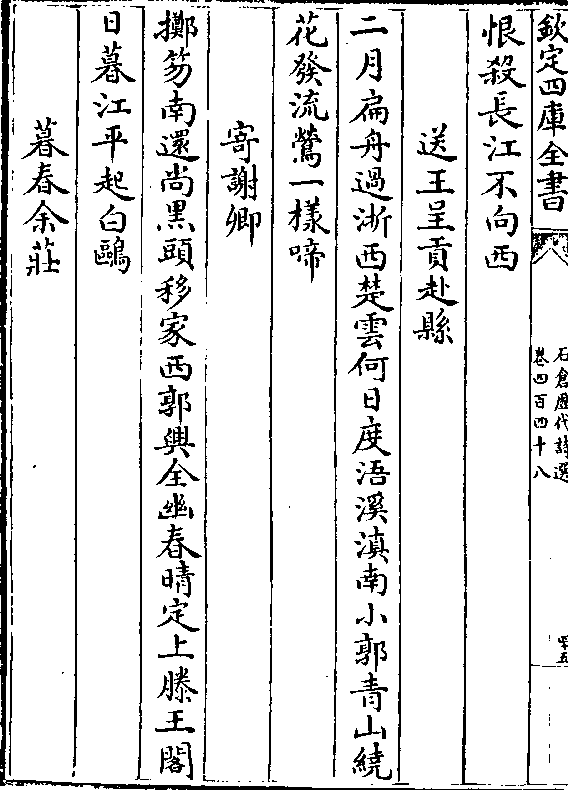 欽定四庫全書
石倉歷代詩選
卷四百四十八
四五
恨殺長江不向西
送王呈貢赴縣
二月扁舟過浙西楚雲何日度浯溪滇南小郭青山繞
花發流鶯一樣啼
寄謝卿
擲笏南還尚黑頭移家西郭興全幽春晴定上滕王閣
日暮江平起白鷗
暮春余莊